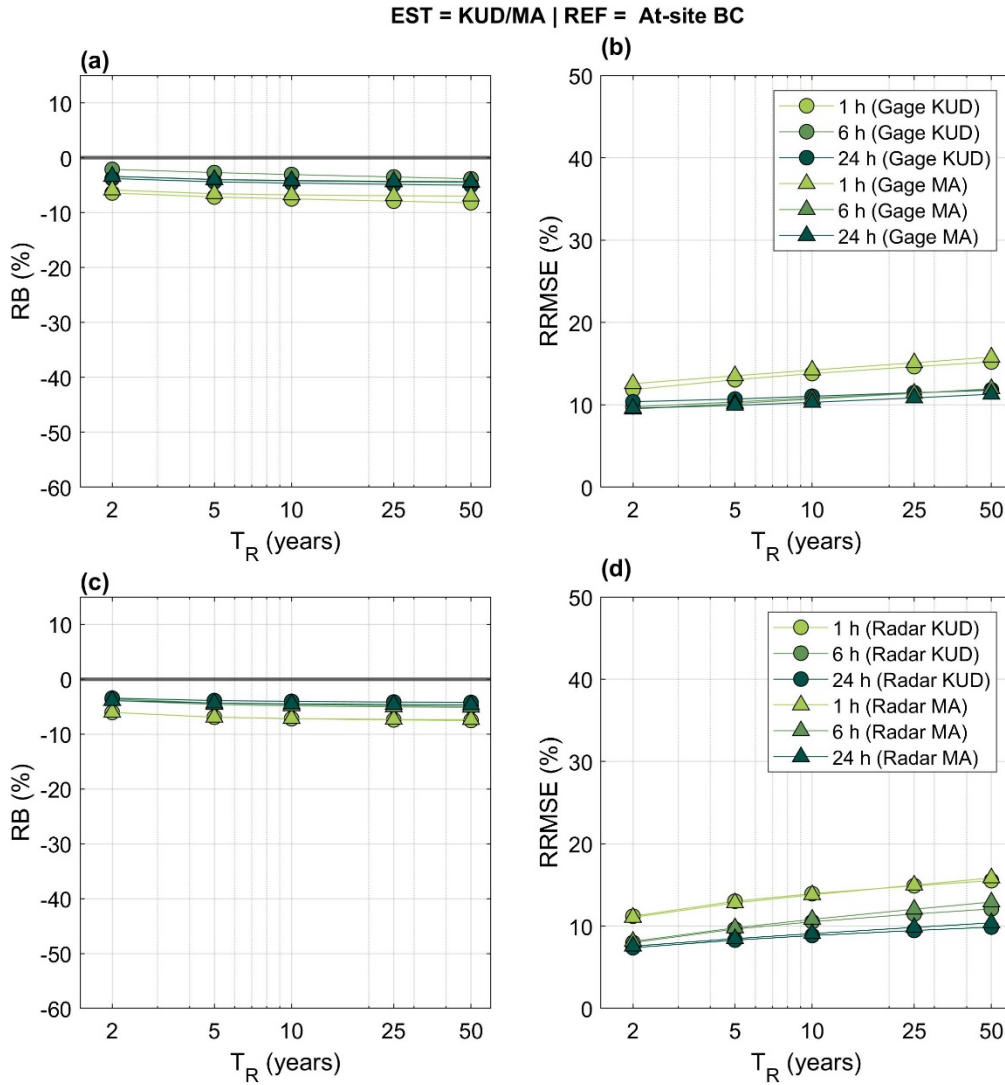 EST = KUD/MA | REF = At-site BC
(a)
10
0
-10
-20
-30
-40
-50
-60
RB (%)
2 5 10 25 50
T_R (years)
(b)
50
40
30
20
10
0
RRMSE (%)
1 h (Gage KUD)
6 h (Gage KUD)
24 h (Gage KUD)
1 h (Gage MA)
6 h (Gage MA)
24 h (Gage MA)
2 5 10 25 50
T_R (years)
(c)
10
0
-10
-20
-30
-40
-50
-60
RB (%)
2 5 10 25 50
T_R (years)
(d)
50
40
30
20
10
0
RRMSE (%)
1 h (Radar KUD)
6 h (Radar KUD)
24 h (Radar KUD)
1 h (Radar MA)
6 h (Radar MA)
24 h (Radar MA)
2 5 10 25 50
T_R (years)